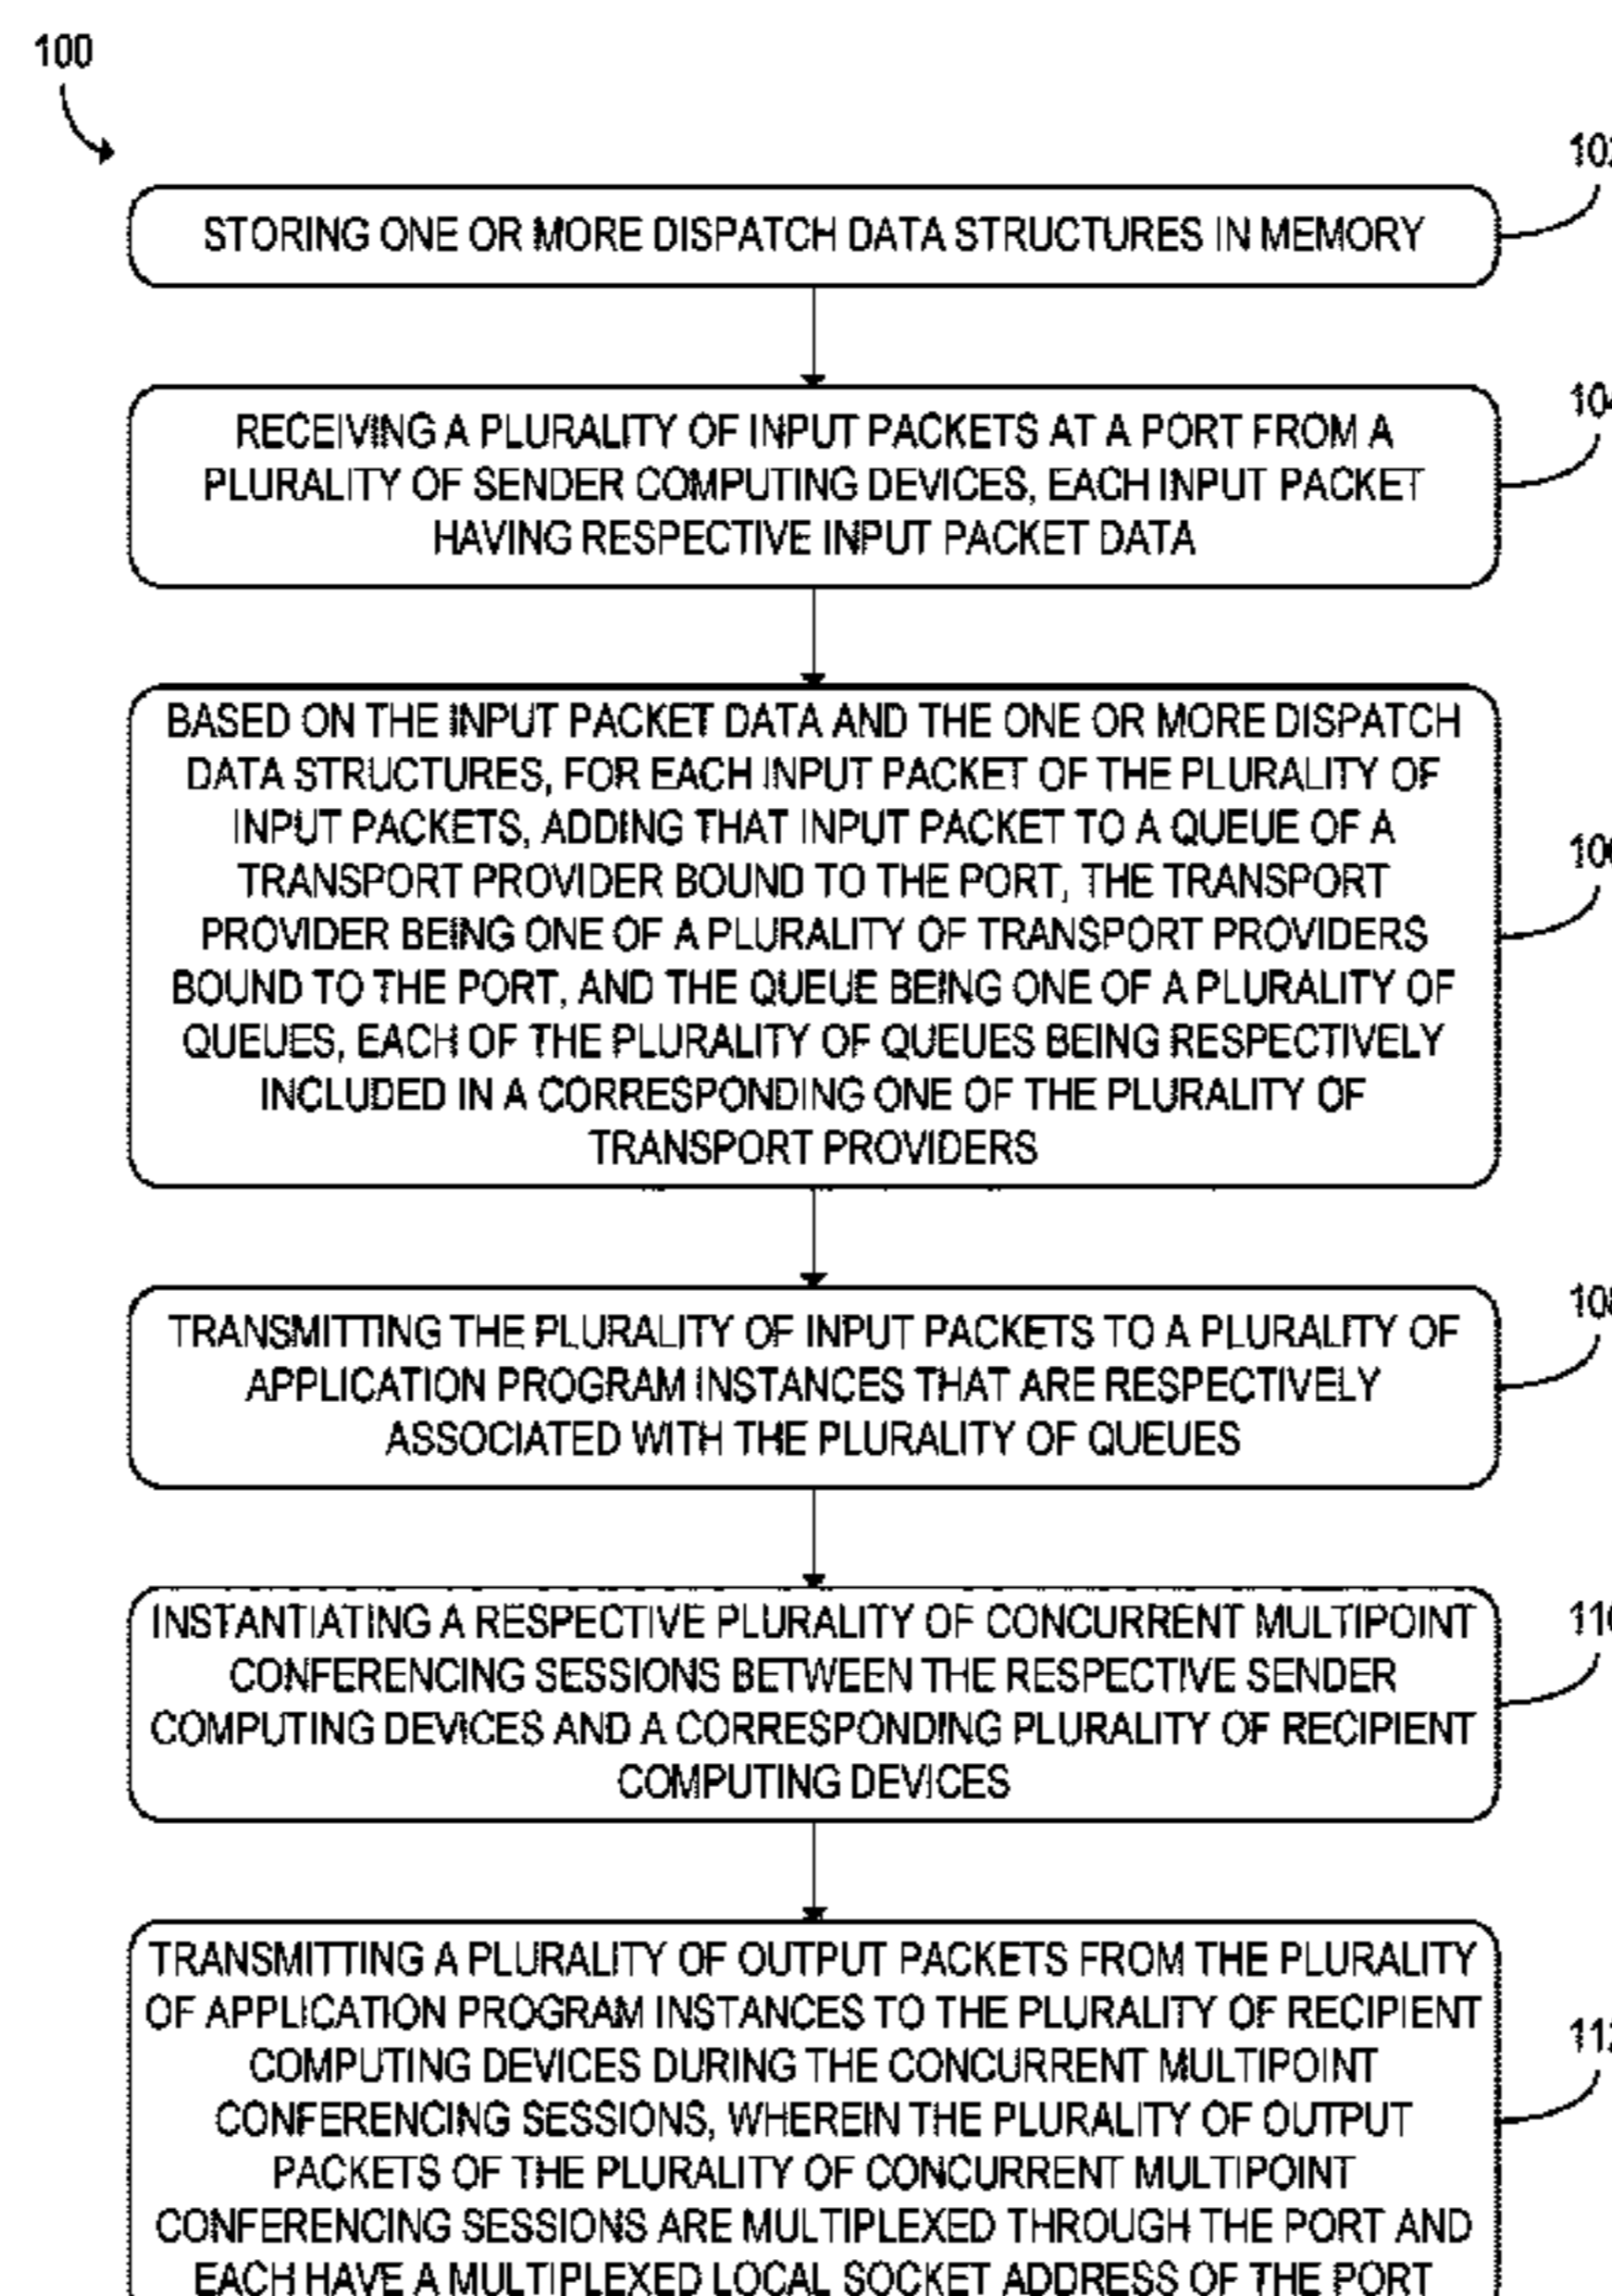 100
STORING ONE OR MORE DISPATCH DATA STRUCTURES IN MEMORY
RECEIVING A PLURALITY OF INPUT PACKETS AT A PORT FROM A
PLURALITY OF SENDER COMPUTING DEVICES, EACH INPUT PACKET
HAVING RESPECTIVE INPUT PACKET DATA
BASED ON THE INPUT PACKET DATA AND THE ONE OR MORE DISPATCH
DATA STRUCTURES, FOR EACH INPUT PACKET OF THE PLURALITY OF
INPUT PACKETS, ADDING THAT INPUT PACKET TO A QUEUE OF A
TRANSPORT PROVIDER BOUND TO THE PORT, THE TRANSPORT
PROVIDER BEING ONE OF A PLURALITY OF TRANSPORT PROVIDERS
BOUND TO THE PORT, AND THE QUEUE BEING ONE OF A PLURALITY OF
QUEUES, EACH OF THE PLURALITY OF QUEUES BEING RESPECTIVELY
INCLUDED IN A CORRESPONDING ONE OF THE PLURALITY OF
TRANSPORT PROVIDERS
TRANSMITTING THE PLURALITY OF INPUT PACKETS TO A PLURALITY OF
APPLICATION PROGRAM INSTANCES THAT ARE RESPECTIVELY
ASSOCIATED WITH THE PLURALITY OF QUEUES
INSTANTIATING A RESPECTIVE PLURALITY OF CONCURRENT MULTIPOINT
CONFERENCING SESSIONS BETWEEN THE RESPECTIVE SENDER
COMPUTING DEVICES AND A CORRESPONDING PLURALITY OF RECIPIENT
COMPUTING DEVICES
TRANSMITTING A PLURALITY OF OUTPUT PACKETS FROM THE PLURALITY
OF APPLICATION PROGRAM INSTANCES TO THE PLURALITY OF RECIPIENT
COMPUTING DEVICES DURING THE CONCURRENT MULTIPOINT
CONFERENCING SESSIONS, WHEREIN THE PLURALITY OF OUTPUT
PACKETS OF THE PLURALITY OF CONCURRENT MULTIPOINT
CONFERENCING SESSIONS ARE MULTIPLEXED THROUGH THE PORT AND
EACH HAVE A MULTIPLEXED LOCAL SOCKET ADDRESS OF THE PORT